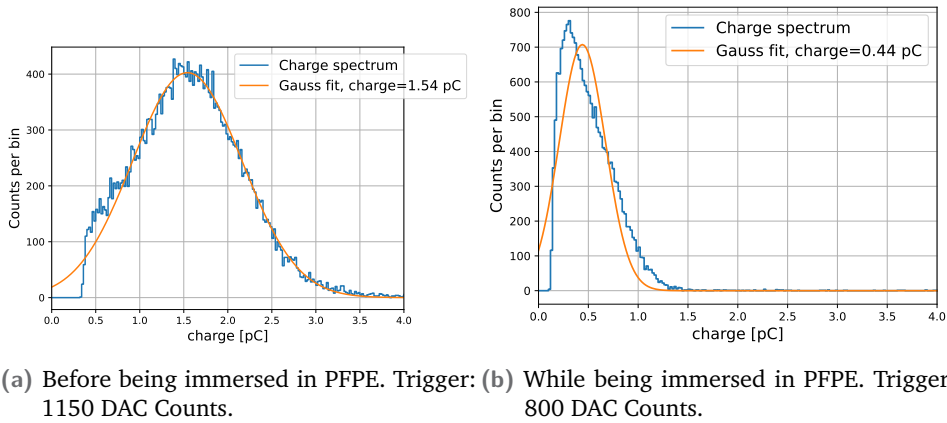 Counts per bin
400
300
200
100
0
Charge spectrum
Gauss fit, charge=1.54 pC
0.0 0.5 1.0 1.5 2.0 2.5 3.0 3.5 4.0
charge [pC]
Counts per bin
800
700
600
500
400
300
200
100
0
Charge spectrum
Gauss fit, charge=0.44 pC
0.0 0.5 1.0 1.5 2.0 2.5 3.0 3.5 4.0
charge [pC]
(a) Before being immersed in PFPE. Trigger:
1150 DAC Counts.
(b) While being immersed in PFPE. Trigger
800 DAC Counts.